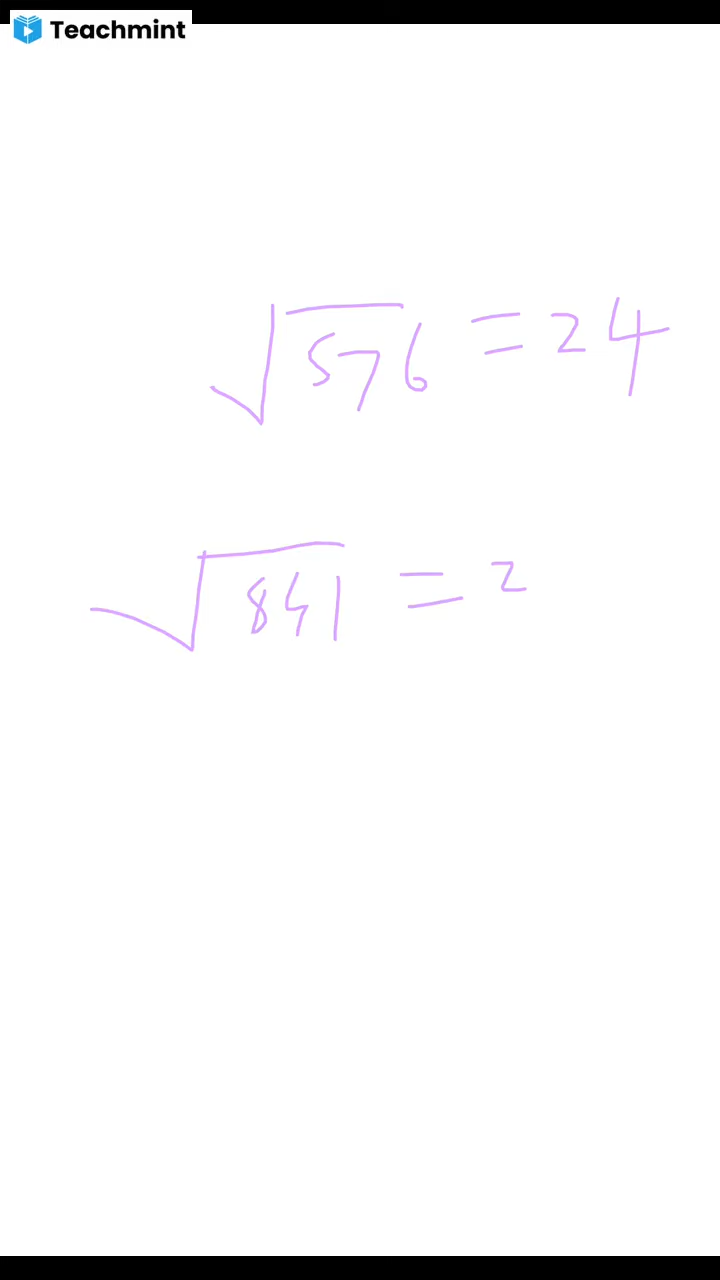 Teachmint
√576 = 24
√841 = 2